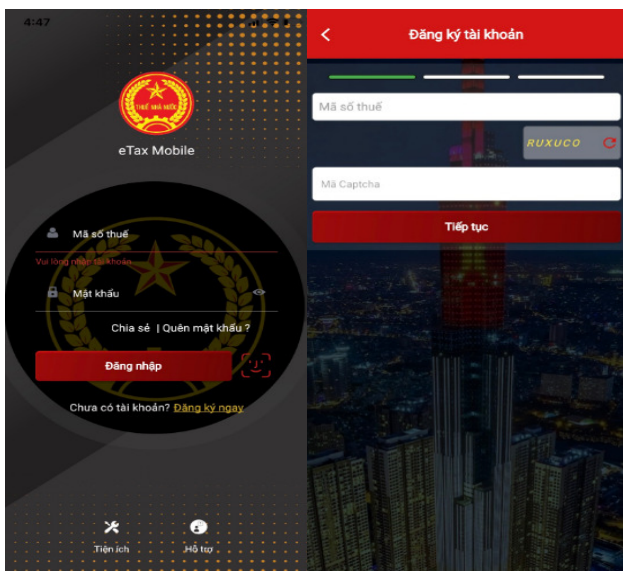 4:47
THUẾ NHÀ NƯỚC
eTax Mobile
Mã số thuế
Vui lòng nhập tài khoản
Mật khẩu
Chia sẻ | Quên mật khẩu ?
Đăng nhập
Chưa có tài khoản? Đăng ký ngay
Tiện ích
Hỗ trợ
Đăng ký tài khoản
Mã số thuế
RUXUCO
Mã Captcha
Tiếp tục